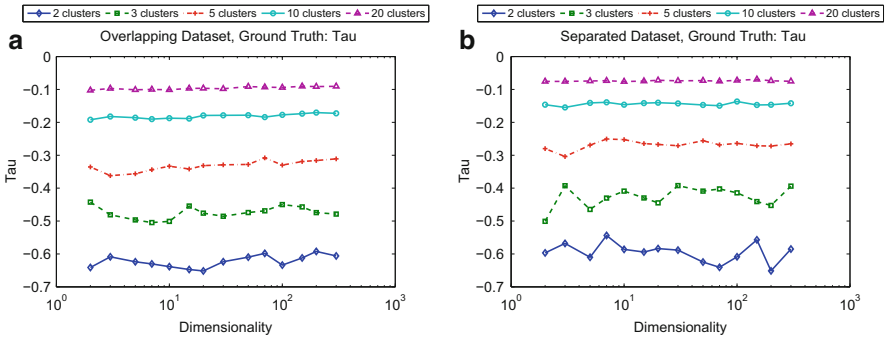 2 clusters 3 clusters 5 clusters 10 clusters 20 clusters
a
Overlapping Dataset, Ground Truth: Tau
0
−0.1
−0.2
−0.3
−0.4
−0.5
−0.6
−0.7
Tau
10^0 10^1 10^2 10^3
Dimensionality
2 clusters 3 clusters 5 clusters 10 clusters 20 clusters
b
Separated Dataset, Ground Truth: Tau
0
−0.1
−0.2
−0.3
−0.4
−0.5
−0.6
−0.7
Tau
10^0 10^1 10^2 10^3
Dimensionality